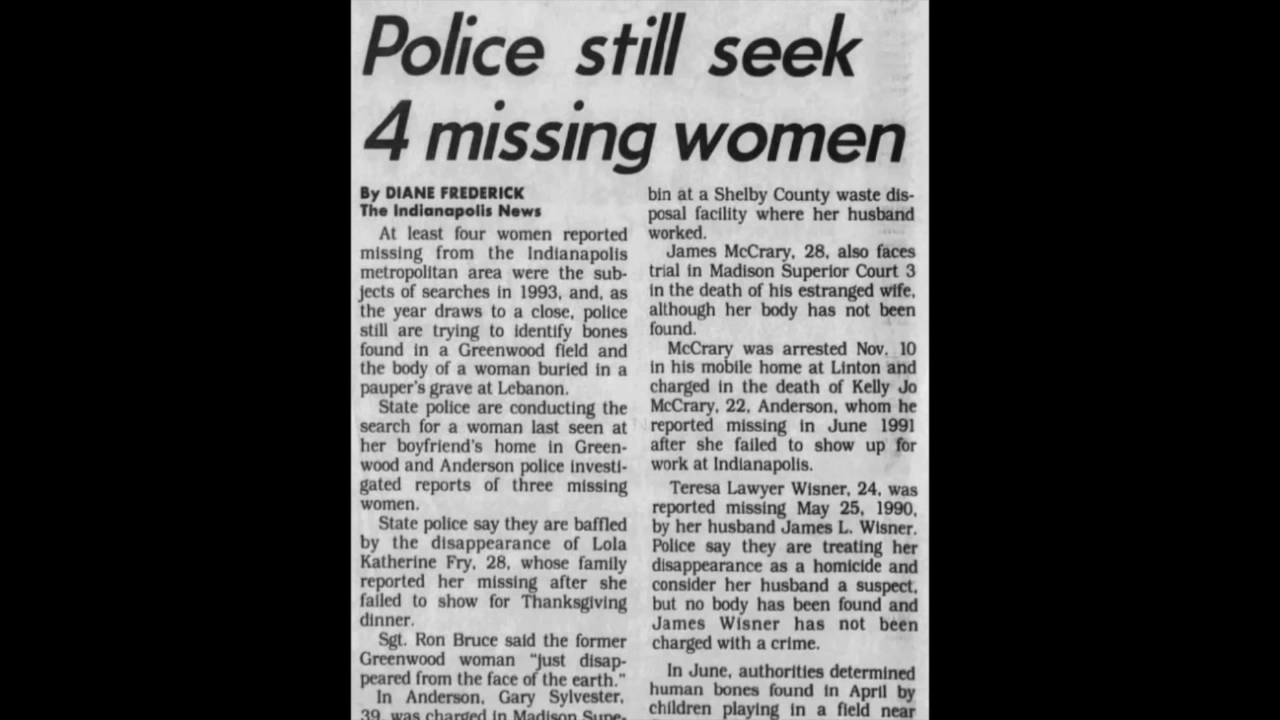 Police still seek
4 missing women
By DIANE FREDERICK
The Indianapolis News
At least four women reported
missing from the Indianapolis
metropolitan area were the sub-
jects of searches in 1993, and, as
the year draws to a close, police
still are trying to identify bones
found in a Greenwood field and
the body of a woman buried in a
pauper's grave at Lebanon.
State police are conducting the
search for a woman last seen at
her boyfriend's home in Green-
wood and Anderson police investi-
gated reports of three missing
women.
State police say they are baffled
by the disappearance of Lola
Katherine Fry, 28, whose family
reported her missing after she
failed to show for Thanksgiving
dinner.
Sgt. Ron Bruce said the former
Greenwood woman "just disap-
peared from the face of the earth."
In Anderson, Gary Sylvester,
39, was charged in Madison Supe-
bin at a Shelby County waste dis-
posal facility where her husband
worked.
James McCrary, 28, also faces
trial in Madison Superior Court 3
in the death of his estranged wife,
although her body has not been
found.
McCrary was arrested Nov. 10
in his mobile home at Linton and
charged in the death of Kelly Jo
McCrary, 22, Anderson, whom he
reported missing in June 1991
after she failed to show up for
work at Indianapolis.
Teresa Lawyer Wisner, 24, was
reported missing May 25, 1990,
by her husband James L. Wisner.
Police say they are treating her
disappearance as a homicide and
consider her husband a suspect,
but no body has been found and
James Wisner has not been
charged with a crime.
In June, authorities determined
human bones found in April by
children playing in a field near